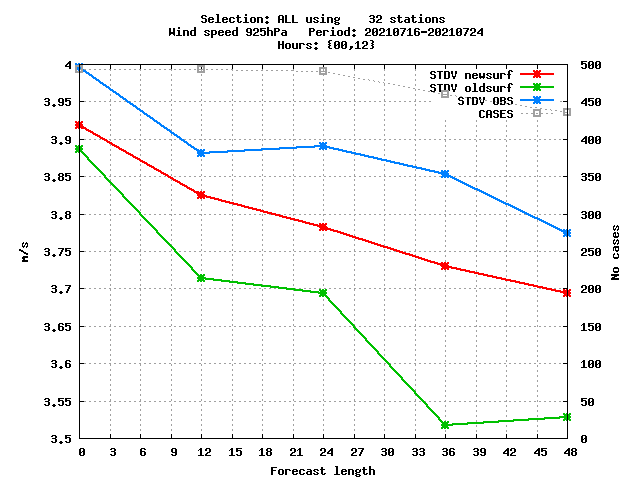 Selection: ALL using    32 stations
Wind speed 925hPa   Period: 20210716-20210724
Hours: {00,12}
STDV newsurf
STDV oldsurf
STDV OBS
CASES
4
3.95
3.9
3.85
3.8
3.75
3.7
3.65
3.6
3.55
3.5
m/s
500
450
400
350
300
250
200
150
100
50
0
No cases
0 3 6 9 12 15 18 21 24 27 30 33 36 39 42 45 48
Forecast length